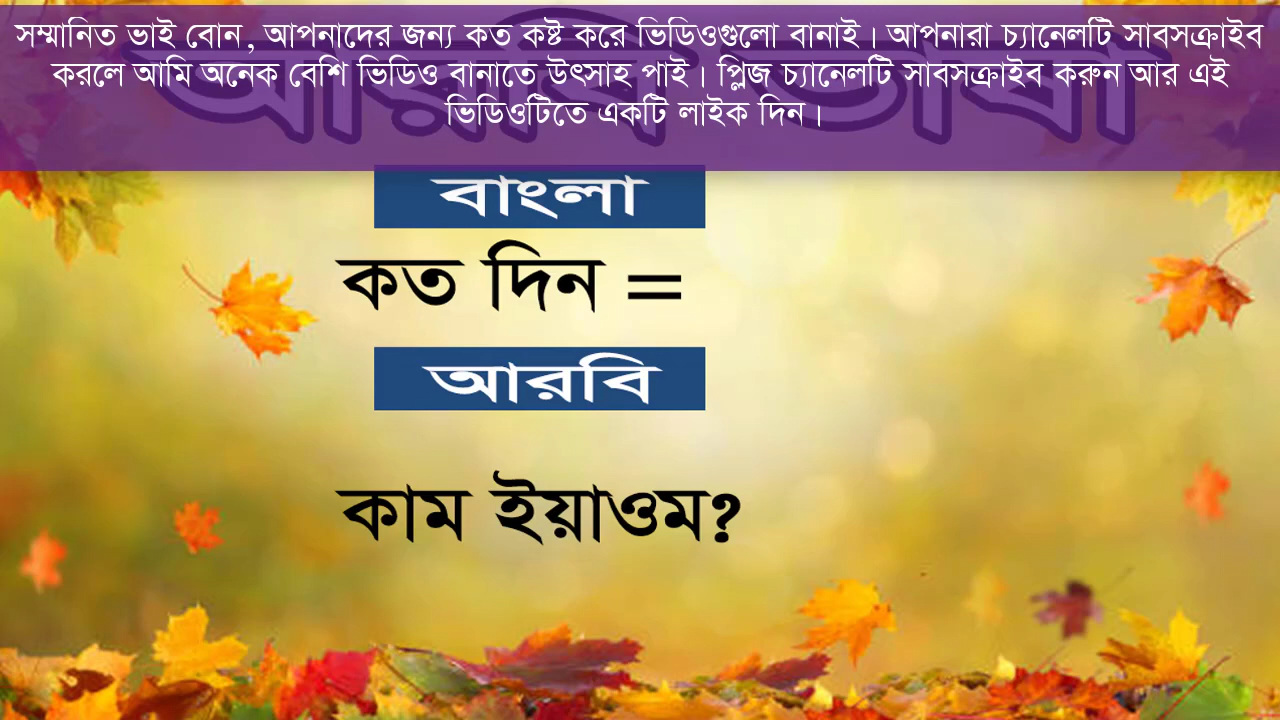 সম্মানিত ভাই বোন, আপনাদের জন্য কত কষ্ট করে ভিডিওগুলো বানাই। আপনারা চ্যানেলটি সাবসক্রাইব
করলে আমি অনেক বেশি ভিডিও বানাতে উৎসাহ পাই। প্লিজ চ্যানেলটি সাবসক্রাইব করুন আর এই
ভিডিওটিতে একটি লাইক দিন।
আরবি ভাষা
বাংলা
কত দিন =
আরবি
কাম ইয়াওম?